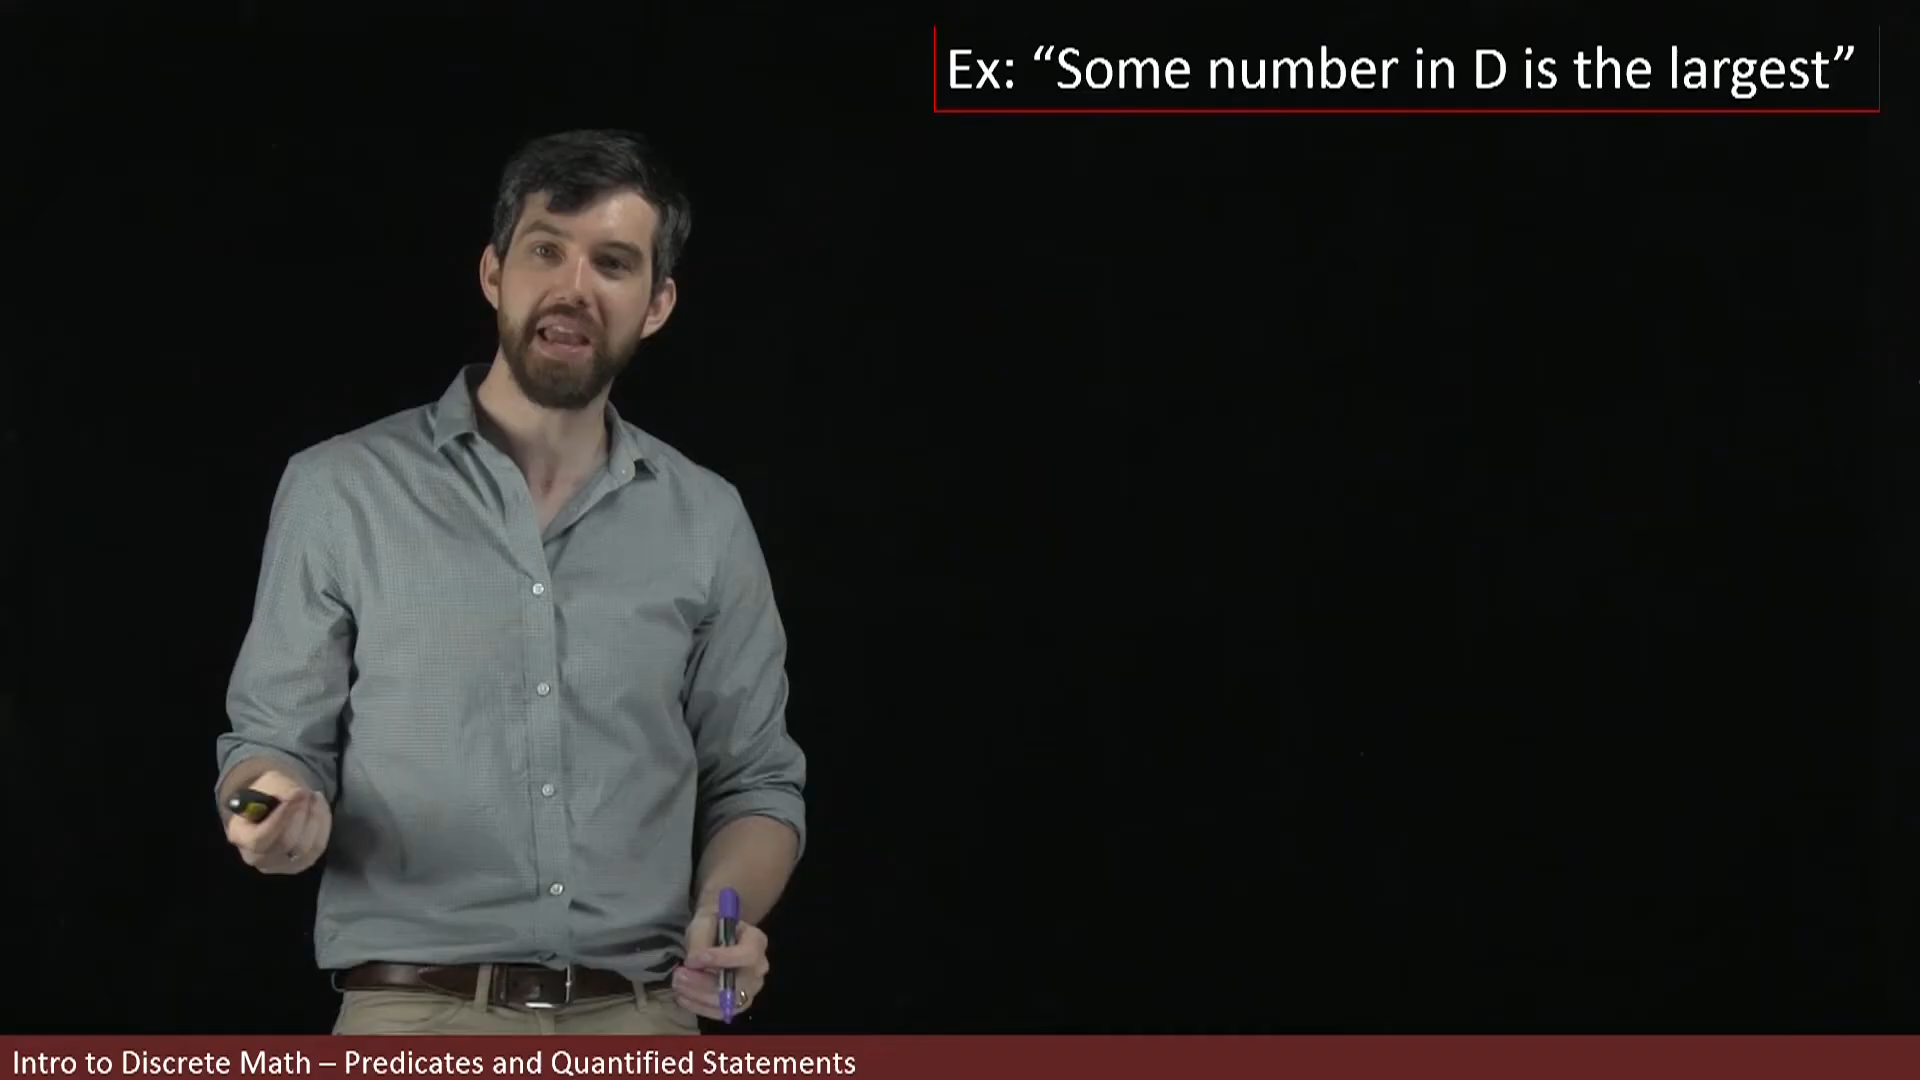 Ex: “Some number in D is the largest”
Intro to Discrete Math – Predicates and Quantified Statements